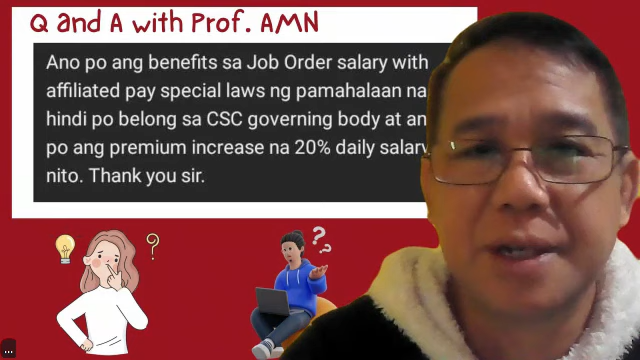 Q and A with Prof. AMN
Ano po ang benefits sa Job Order salary with
affiliated pay special laws ng pamahalaan na
hindi po belong sa CSC governing body at
po ang premium increase na 20% daily salary
nito. Thank you sir.